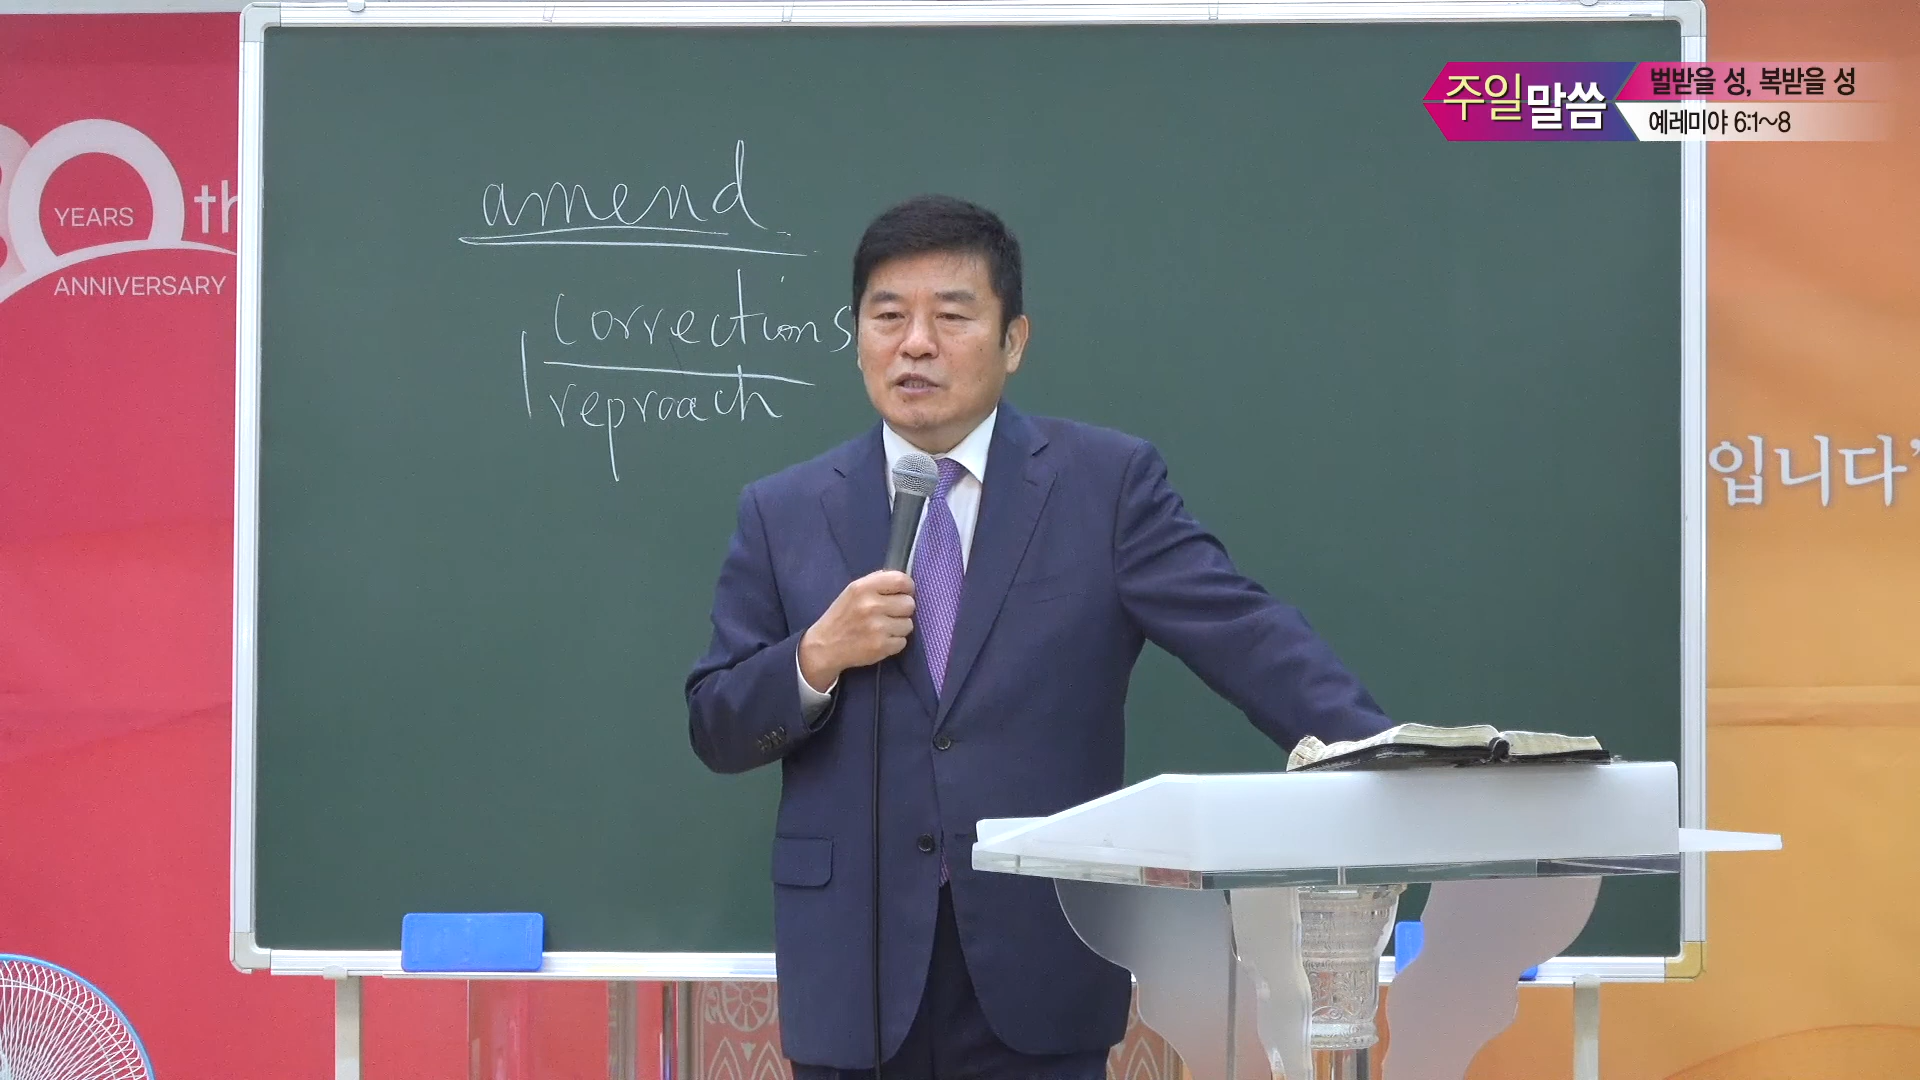 주일말씀
벌받을 성, 복받을 성
예레미야 6:1~8
amend
corrections
reproach
80th
YEARS
ANNIVERSARY
입니다"